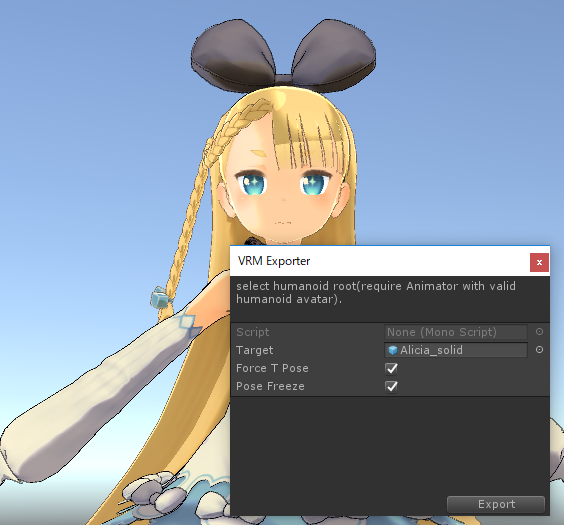 VRM Exporter
x
select humanoid root(require Animator with valid
humanoid avatar).
Script None (Mono Script)
Target Alicia_solid
Force T Pose
Pose Freeze
Export